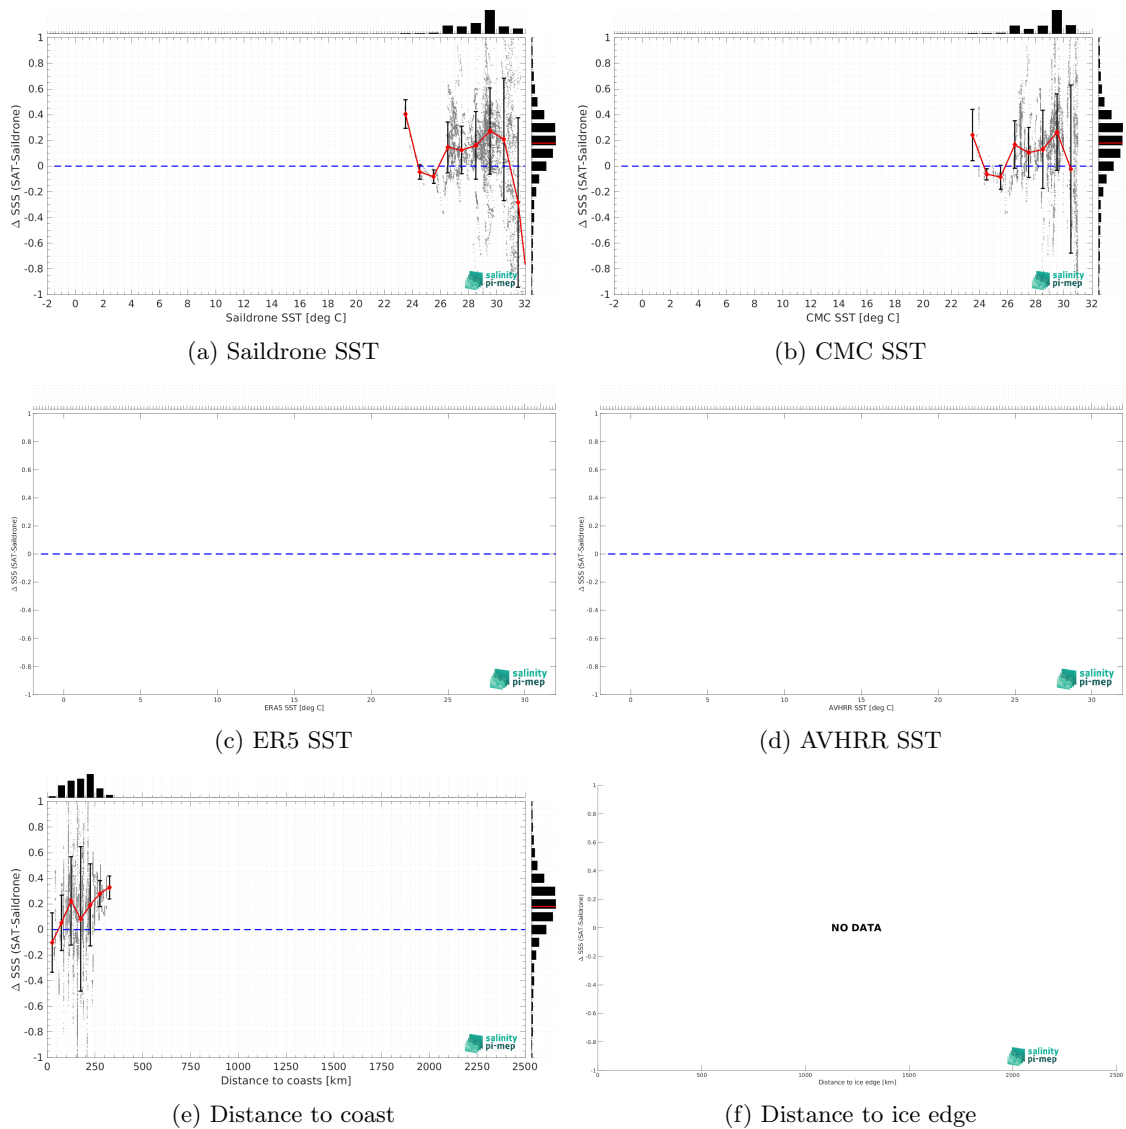 1
0.8
0.6
0.4
0.2
0
-0.2
-0.4
-0.6
-0.8
-1
Δ SSS (SAT-Saildrone)
salinity
pi-mep
-2 0 2 4 6 8 10 12 14 16 18 20 22 24 26 28 30 32
Saildrone SST [deg C]
(a) Saildrone SST
1
0.8
0.6
0.4
0.2
0
-0.2
-0.4
-0.6
-0.8
-1
Δ SSS (SAT-Saildrone)
salinity
pi-mep
-2 0 2 4 6 8 10 12 14 16 18 20 22 24 26 28 30 32
CMC SST [deg C]
(b) CMC SST
1
0.8
0.6
0.4
0.2
0
-0.2
-0.4
-0.6
-0.8
-1
Δ SSS (SAT-Saildrone)
salinity
pi-mep
0 5 10 15 20 25 30
ERA5 SST [deg C]
(c) ER5 SST
1
0.8
0.6
0.4
0.2
0
-0.2
-0.4
-0.6
-0.8
-1
Δ SSS (SAT-Saildrone)
salinity
pi-mep
0 5 10 15 20 25 30
AVHRR SST [deg C]
(d) AVHRR SST
1
0.8
0.6
0.4
0.2
0
-0.2
-0.4
-0.6
-0.8
-1
Δ SSS (SAT-Saildrone)
salinity
pi-mep
0 250 500 750 1000 1250 1500 1750 2000 2250 2500
Distance to coasts [km]
(e) Distance to coast
1
0.8
0.6
0.4
0.2
0
-0.2
-0.4
-0.6
-0.8
-1
Δ SSS (SAT-Saildrone)
NO DATA
salinity
pi-mep
0 500 1000 1500 2000 2500
Distance to ice edge [km]
(f) Distance to ice edge